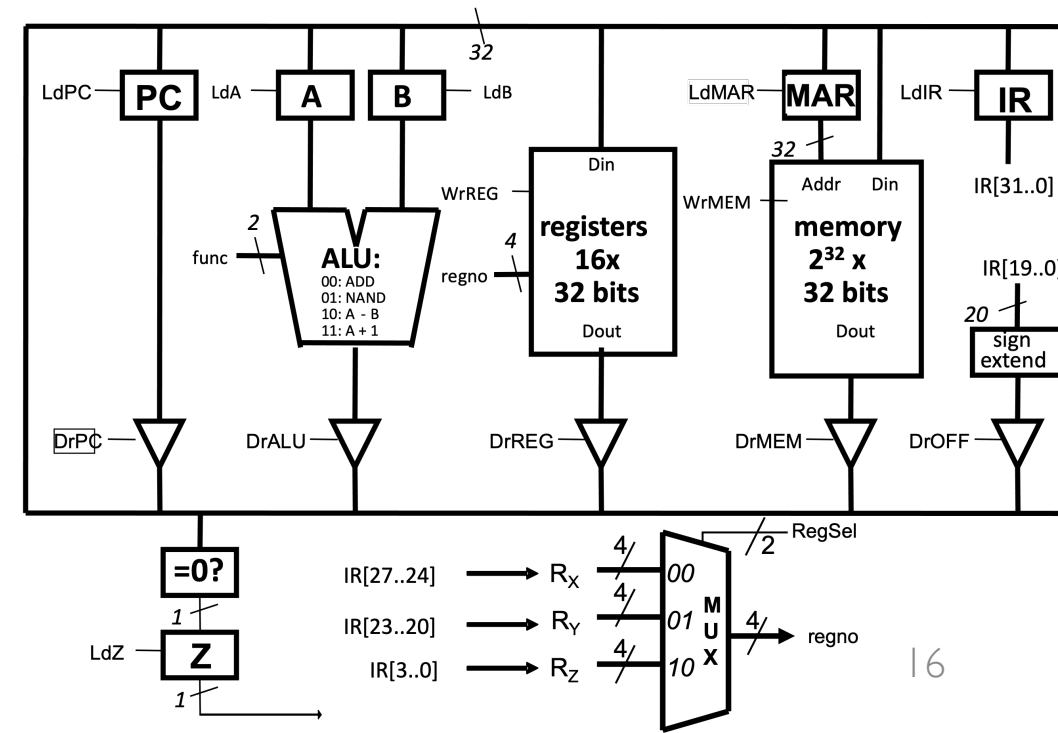 32
LdPC
PC
LdA
A
B
LdB
LdMAR
MAR
LdIR
IR
32
IR[31..0]
Din
WrREG
registers
16x
32 bits
4
regno
Dout
Addr
Din
WrMEM
memory
2³² x
32 bits
Dout
2
func
ALU:
00: ADD
01: NAND
10: A - B
11: A + 1
IR[19..0]
20
sign
extend
DrPC
DrALU
DrREG
DrMEM
DrOFF
=0?
1
LdZ
Z
1
RegSel
2
IR[27..24]
RX
4
00
IR[23..20]
RY
4
01
IR[3..0]
RZ
4
10
M
U
X
4
regno
16